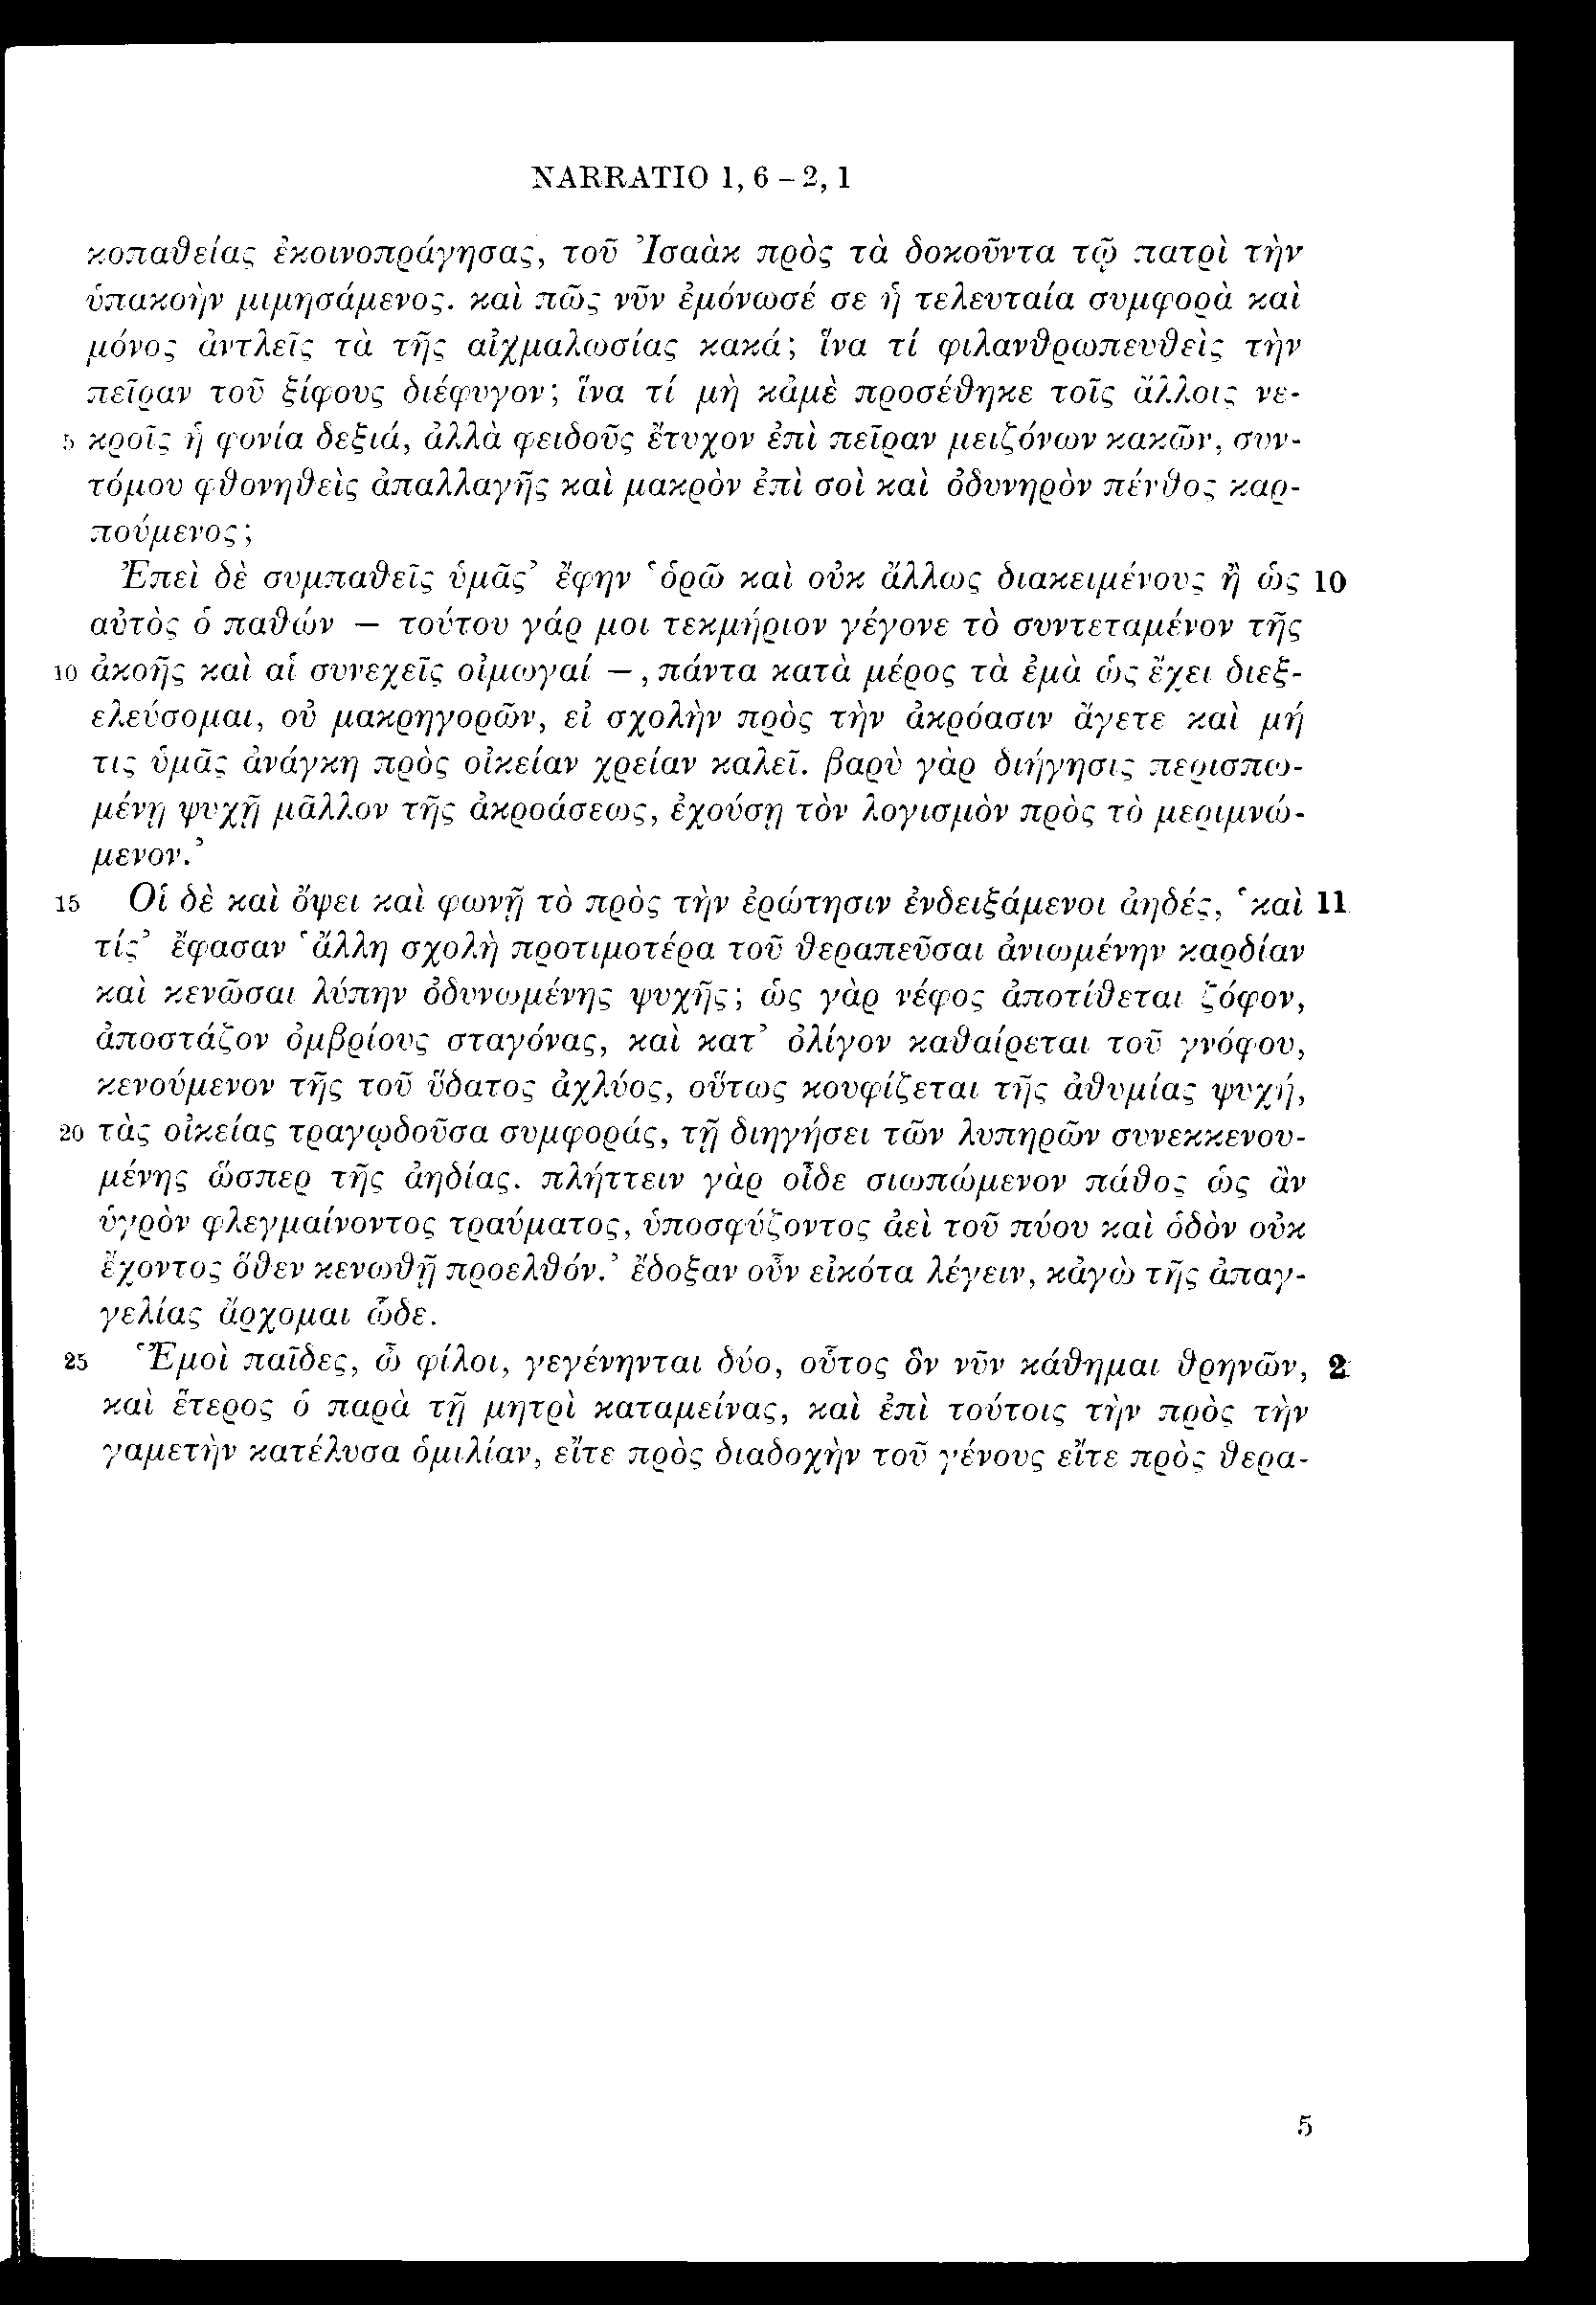 NARRATIO 1, 6 – 2, 1
κοπαθείας ἐκοινοπράγησας, τοῦ Ἰσαὰκ πρὸς τὰ δοκοῦντα τῷ πατρὶ τὴν
ὑπακοὴν μιμησάμενος. καὶ πῶς νῦν ἐμόνωσέ σε ἡ τελευταία συμφορὰ καὶ
μόνος ἀντλεῖς τὰ τῆς αἰχμαλωσίας κακά; ἵνα τί φιλανθρωπευθεὶς τὴν
πεῖραν τοῦ ξίφους διέφυγον; ἵνα τί μὴ κἀμὲ προσέθηκε τοῖς ἄλλοις νε-
5 κροῖς ἡ φονία δεξιά, ἀλλὰ φειδοῦς ἔτυχον ἐπὶ πεῖραν μειζόνων κακῶν, συν-
τόμου φθονηθεὶς ἀπαλλαγῆς καὶ μακρὸν ἐπὶ σοὶ καὶ ὀδυνηρὸν πένθος καρ-
πούμενος;
Ἐπεὶ δὲ συμπαθεῖς ὑμᾶς’ ἔφην ‘ὁρῶ καὶ οὐκ ἄλλως διακειμένους ἢ ὡς 10
αὐτὸς ὁ παθών – τούτου γάρ μοι τεκμήριον γέγονε τὸ συντεταμένον τῆς
10 ἀκοῆς καὶ αἱ συνεχεῖς οἰμωγαί –, πάντα κατὰ μέρος τὰ ἐμὰ ὡς ἔχει διεξ-
ελεύσομαι, οὐ μακρηγορῶν, εἰ σχολὴν πρὸς τὴν ἀκρόασιν ἄγετε καὶ μή
τις ὑμᾶς ἀνάγκη πρὸς οἰκείαν χρείαν καλεῖ. βαρὺ γὰρ διήγησις περισπω-
μένῃ ψυχῇ μᾶλλον τῆς ἀκροάσεως, ἐχούσῃ τὸν λογισμὸν πρὸς τὸ μεριμνώ-
μενον.’
15 Οἱ δὲ καὶ ὄψει καὶ φωνῇ τὸ πρὸς τὴν ἐρώτησιν ἐνδειξάμενοι ἀηδές, ‘καὶ 11
τίς’ ἔφασαν ‘ἄλλη σχολὴ προτιμοτέρα τοῦ θεραπεῦσαι ἀνιωμένην καρδίαν
καὶ κενῶσαι λύπην ὀδυνωμένης ψυχῆς; ὡς γὰρ νέφος ἀποτίθεται ζόφον,
ἀποστάζον ὀμβρίους σταγόνας, καὶ κατ’ ὀλίγον καθαίρεται τοῦ γνόφου,
κενούμενον τῆς τοῦ ὕδατος ἀχλύος, οὕτως κουφίζεται τῆς ἀθυμίας ψυχή,
20 τὰς οἰκείας τραγῳδοῦσα συμφοράς, τῇ διηγήσει τῶν λυπηρῶν συνεκκενου-
μένης ὥσπερ τῆς ἀηδίας. πλήττειν γὰρ οἶδε σιωπώμενον πάθος ὡς ἂν
ὑγρὸν φλεγμαίνοντος τραύματος, ὑποσφύζοντος ἀεὶ τοῦ πύου καὶ ὁδὸν οὐκ
ἔχοντος ὅθεν κενωθῇ προελθόν.’ ἔδοξαν οὖν εἰκότα λέγειν, κἀγὼ τῆς ἀπαγ-
γελίας ἄρχομαι ὧδε.
25 ‘Ἐμοὶ παῖδες, ὦ φίλοι, γεγένηνται δύο, οὗτος ὃν νῦν κάθημαι θρηνῶν, 2
καὶ ἕτερος ὁ παρὰ τῇ μητρὶ καταμείνας, καὶ ἐπὶ τούτοις τὴν πρὸς τὴν
γαμετὴν κατέλυσα ὁμιλίαν, εἴτε πρὸς διαδοχὴν τοῦ γένους εἴτε πρὸς θερα-
5